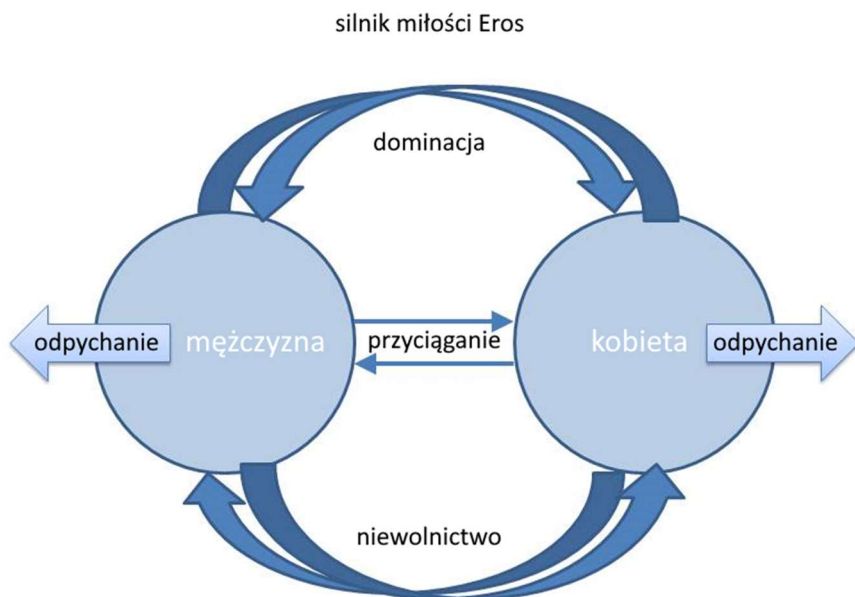 silnik miłości Eros
dominacja
odpychanie
mężczyzna
przyciąganie
kobieta
odpychanie
niewolnictwo